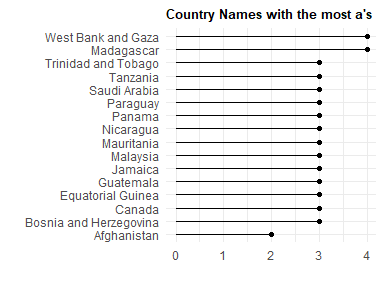 Country Names with the most a's
West Bank and Gaza
Madagascar
Trinidad and Tobago
Tanzania
Saudi Arabia
Paraguay
Panama
Nicaragua
Mauritania
Malaysia
Jamaica
Guatemala
Equatorial Guinea
Canada
Bosnia and Herzegovina
Afghanistan
0 1 2 3 4